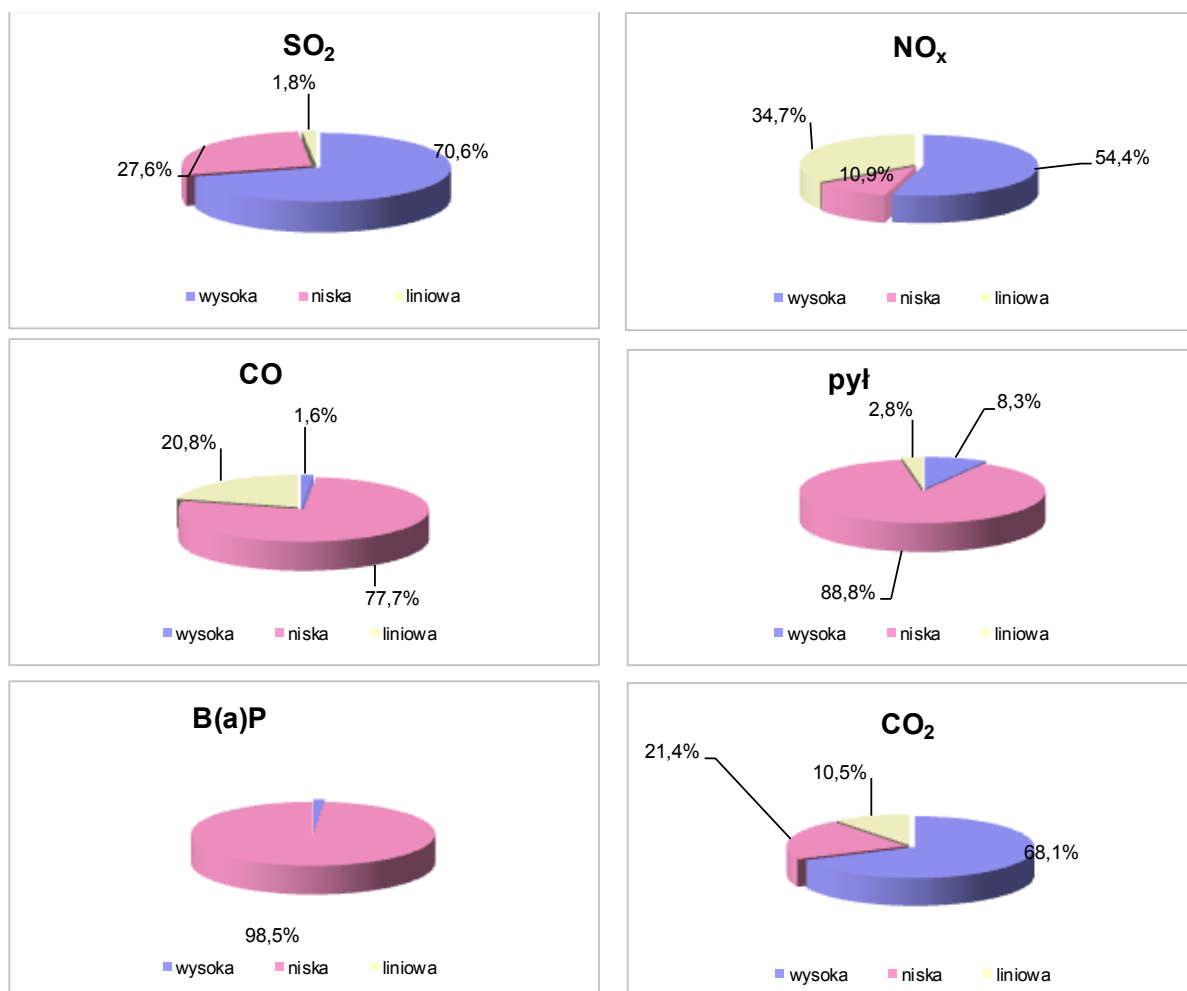 SO₂
1,8%
27,6%
70,6%
wysoka niska liniowa
NOₓ
34,7%
10,9%
54,4%
wysoka niska liniowa
CO
1,6%
20,8%
77,7%
wysoka niska liniowa
pył
2,8%
8,3%
88,8%
wysoka niska liniowa
B(a)P
98,5%
wysoka niska liniowa
CO₂
21,4%
10,5%
68,1%
wysoka niska liniowa